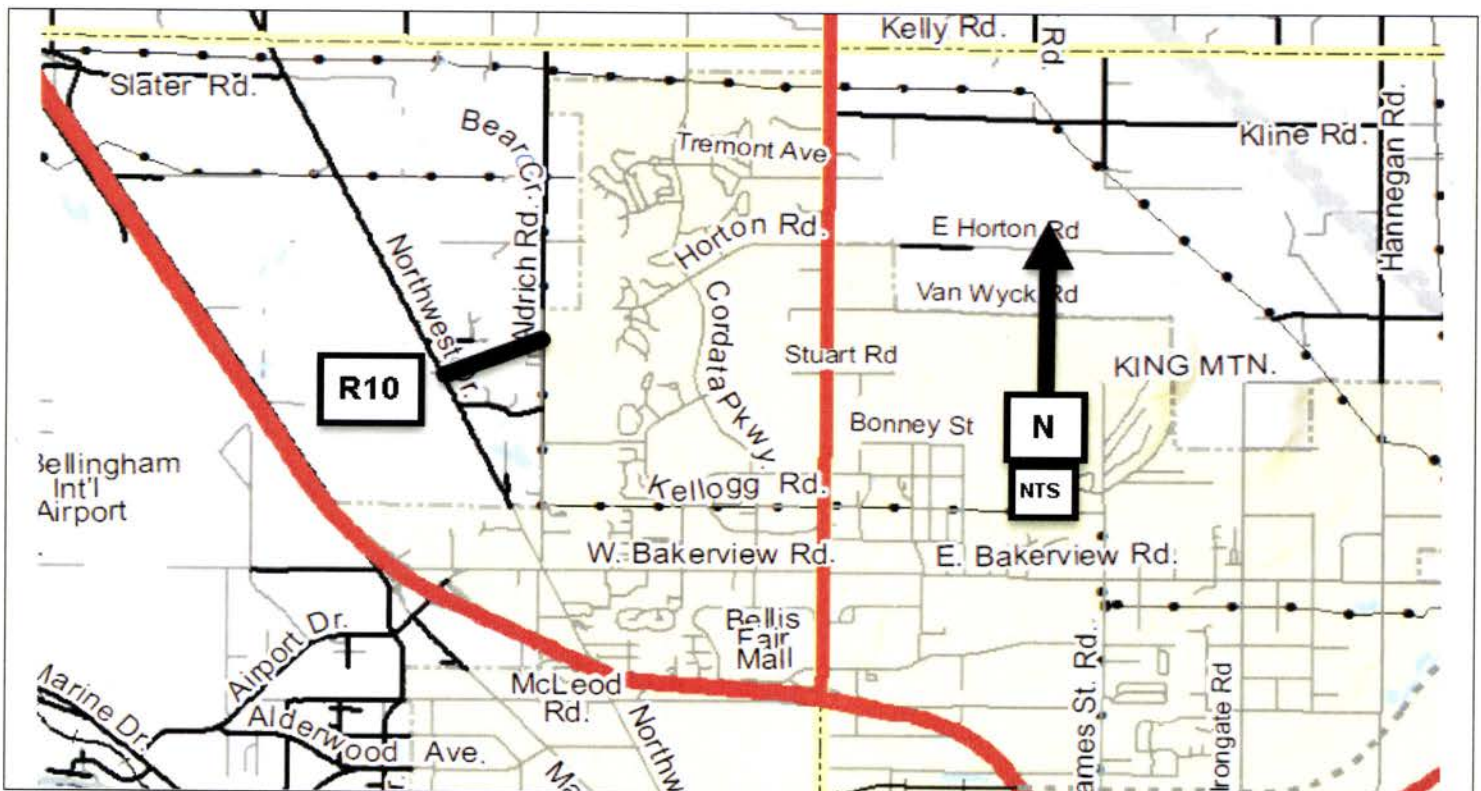 Kelly Rd.
Rd.
Slater Rd.
Bear Cr.
Tremont Ave
Kline Rd.
Hannegan Rd.
Horton Rd.
E Horton Rd
Northwest Dr.
Aldrich Rd.
Cordata Pkwy.
Van Wyck Rd
Stuart Rd
KING MTN.
R10
Bonney St
N
NTS
Bellingham
Int'l
Airport
Kellogg Rd.
W. Bakerview Rd.
E. Bakerview Rd.
Airport Dr.
Bellis
Fair
Mall
Marine Dr.
McLeod
Rd.
Alderwood Ave.
Northw
Ma
ames St. Rd.
Irongate Rd